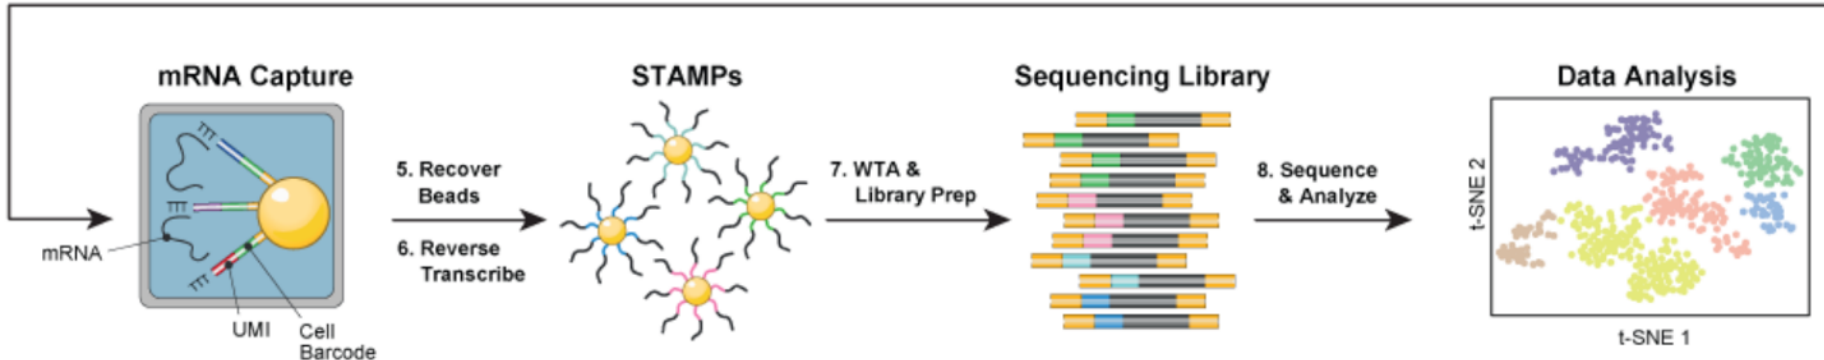 mRNA Capture
TTT
TTT
TTT
mRNA
UMI
Cell
Barcode
5. Recover
Beads
6. Reverse
Transcribe
STAMPs
7. WTA &
Library Prep
Sequencing Library
8. Sequence
& Analyze
Data Analysis
t-SNE 2
t-SNE 1